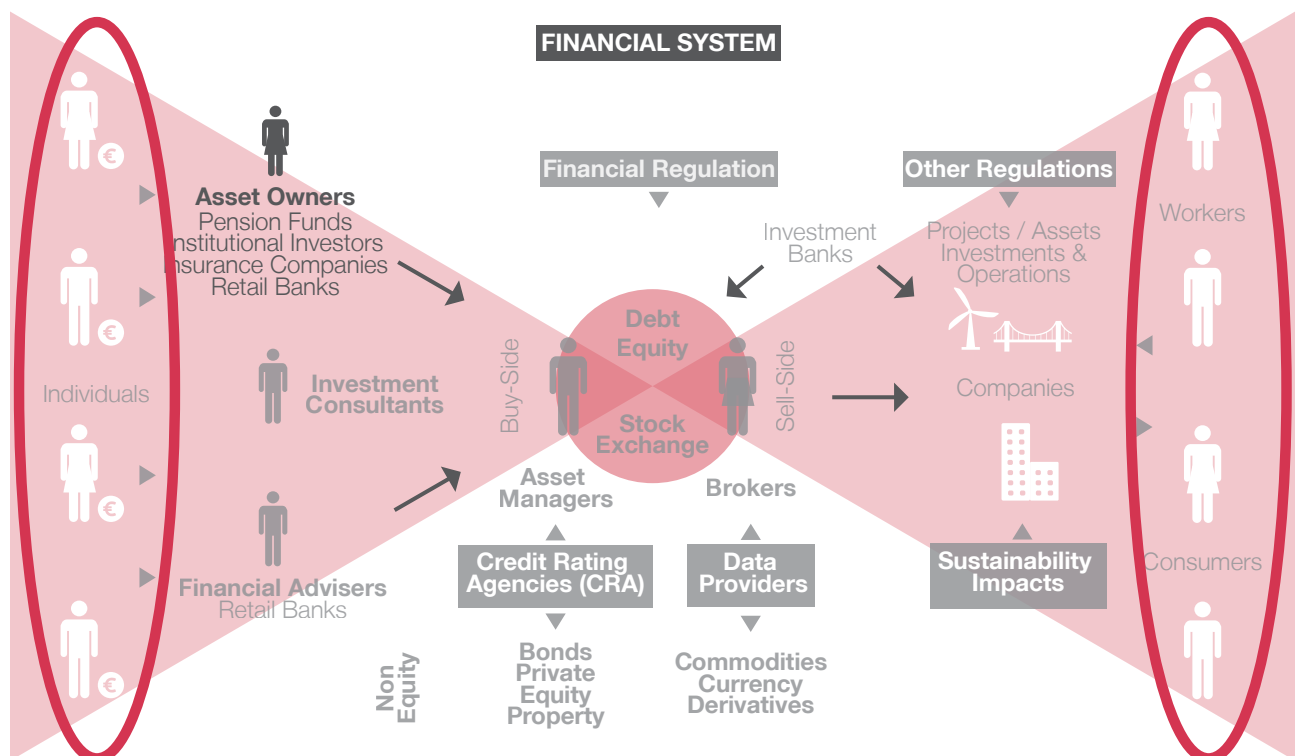 FINANCIAL SYSTEM
Financial Regulation
Other Regulations
Asset Owners
Pension Funds
Institutional Investors
Insurance Companies
Retail Banks
Investment
Banks
Projects / Assets
Investments &
Operations
Workers
Individuals
€
€
€
€
Investment
Consultants
Buy-Side
Debt
Equity
Stock
Exchange
Sell-Side
Companies
Asset
Managers
Brokers
Financial Advisers
Retail Banks
Credit Rating
Agencies (CRA)
Data
Providers
Sustainability
Impacts
Consumers
Non
Equity
Bonds
Private
Equity
Property
Commodities
Currency
Derivatives